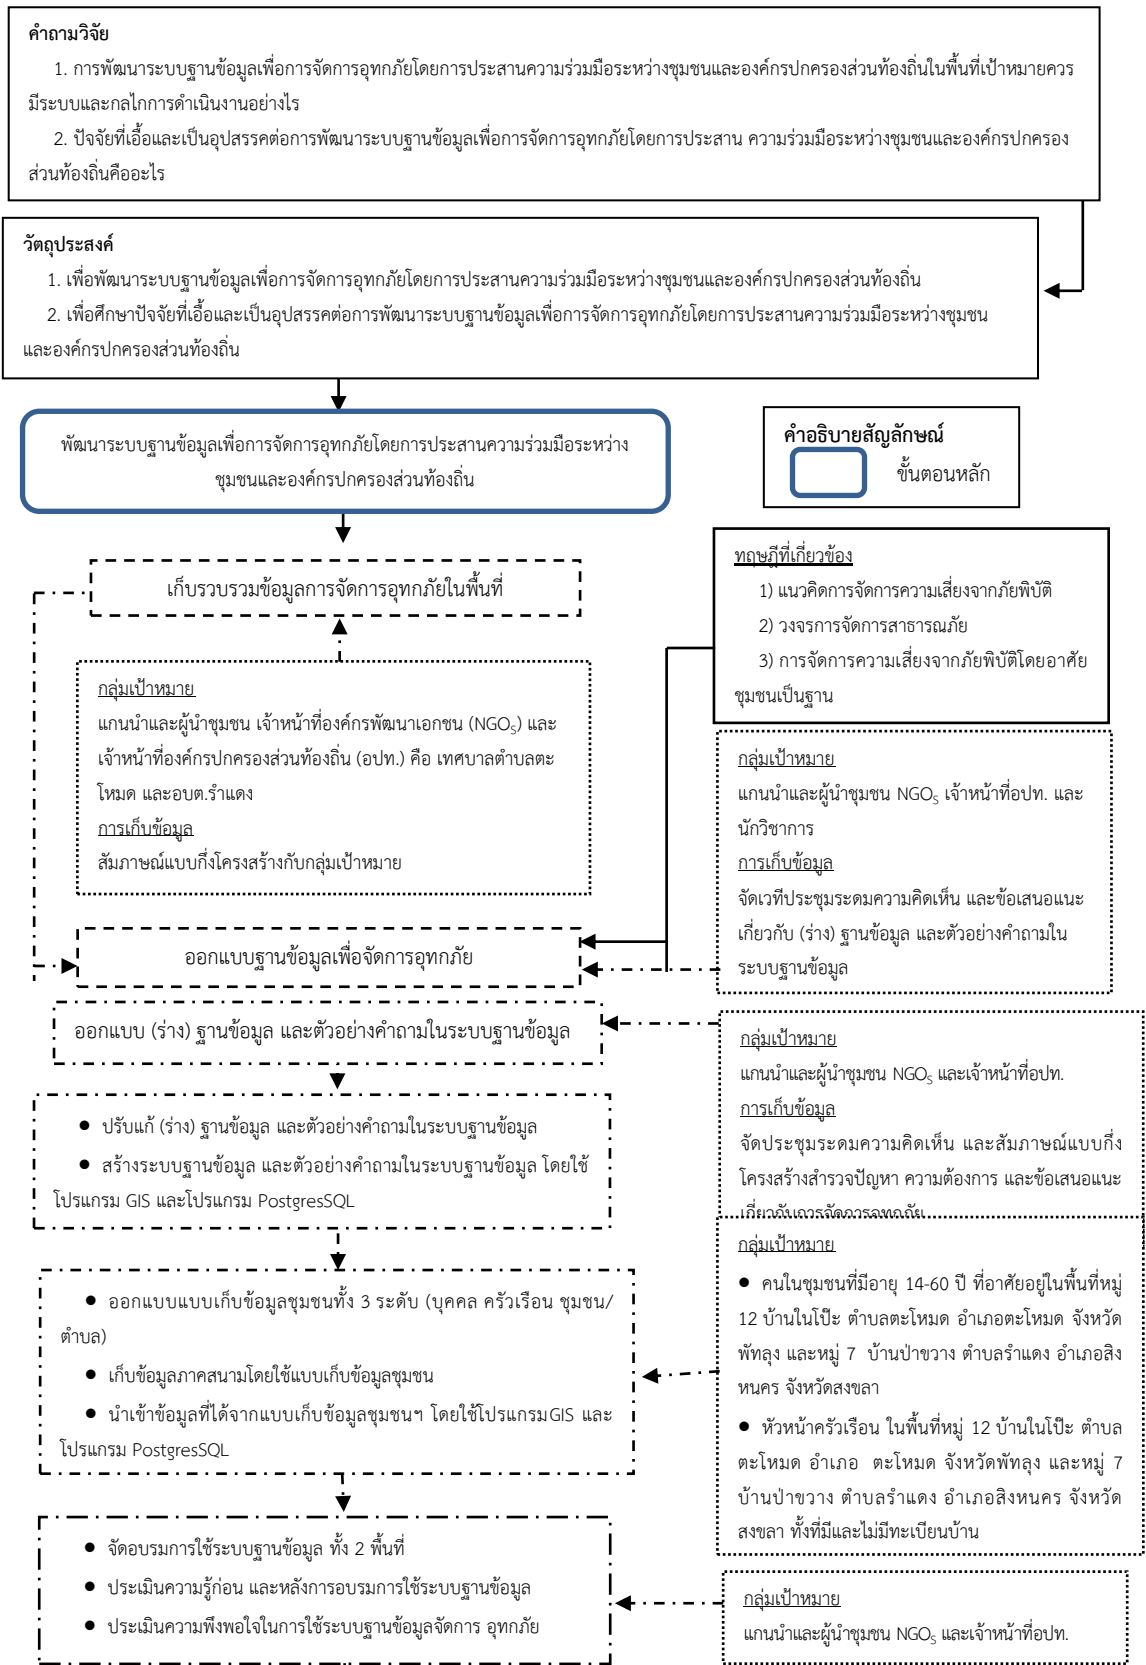 คำถามวิจัย
1. การพัฒนาระบบฐานข้อมูลเพื่อการจัดการอุทกภัยโดยการประสานความร่วมมือระหว่างชุมชนและองค์กรปกครองส่วนท้องถิ่นในพื้นที่เป้าหมายควร
มีระบบและกลไกการดำเนินงานอย่างไร
2. ปัจจัยที่เอื้อและเป็นอุปสรรคต่อการพัฒนาระบบฐานข้อมูลเพื่อการจัดการอุทกภัยโดยการประสาน ความร่วมมือระหว่างชุมชนและองค์กรปกครอง
ส่วนท้องถิ่นคืออะไร
วัตถุประสงค์
1. เพื่อพัฒนาระบบฐานข้อมูลเพื่อการจัดการอุทกภัยโดยการประสานความร่วมมือระหว่างชุมชนและองค์กรปกครองส่วนท้องถิ่น
2. เพื่อศึกษาปัจจัยที่เอื้อและเป็นอุปสรรคต่อการพัฒนาระบบฐานข้อมูลเพื่อการจัดการอุทกภัยโดยการประสานความร่วมมือระหว่างชุมชน
และองค์กรปกครองส่วนท้องถิ่น
พัฒนาระบบฐานข้อมูลเพื่อการจัดการอุทกภัยโดยการประสานความร่วมมือระหว่าง
ชุมชนและองค์กรปกครองส่วนท้องถิ่น
คำอธิบายสัญลักษณ์
ขั้นตอนหลัก
เก็บรวบรวมข้อมูลการจัดการอุทกภัยในพื้นที่
กลุ่มเป้าหมาย
แกนนำและผู้นำชุมชน เจ้าหน้าที่องค์กรพัฒนาเอกชน (NGOs) และ
เจ้าหน้าที่องค์กรปกครองส่วนท้องถิ่น (อปท.) คือ เทศบาลตำบลตะ
โหมด และอบต.รำแดง
การเก็บข้อมูล
สัมภาษณ์แบบกึ่งโครงสร้างกับกลุ่มเป้าหมาย
ทฤษฎีที่เกี่ยวข้อง
1) แนวคิดการจัดการความเสี่ยงจากภัยพิบัติ
2) วงจรการจัดการสาธารณภัย
3) การจัดการความเสี่ยงจากภัยพิบัติโดยอาศัย
ชุมชนเป็นฐาน
กลุ่มเป้าหมาย
แกนนำและผู้นำชุมชน NGOs เจ้าหน้าที่อปท. และ
นักวิชาการ
การเก็บข้อมูล
จัดเวทีประชุมระดมความคิดเห็น และข้อเสนอแนะ
เกี่ยวกับ (ร่าง) ฐานข้อมูล และตัวอย่างคำถามใน
ระบบฐานข้อมูล
ออกแบบฐานข้อมูลเพื่อจัดการอุทกภัย
ออกแบบ (ร่าง) ฐานข้อมูล และตัวอย่างคำถามในระบบฐานข้อมูล
กลุ่มเป้าหมาย
แกนนำและผู้นำชุมชน NGOs และเจ้าหน้าที่อปท.
การเก็บข้อมูล
จัดประชุมระดมความคิดเห็น และสัมภาษณ์แบบกึ่ง
โครงสร้างสำรวจปัญหา ความต้องการ และข้อเสนอแนะ
เกี่ยวกับการจัดการอุทกภัย
● ปรับแก้ (ร่าง) ฐานข้อมูล และตัวอย่างคำถามในระบบฐานข้อมูล
● สร้างระบบฐานข้อมูล และตัวอย่างคำถามในระบบฐานข้อมูล โดยใช้
โปรแกรม GIS และโปรแกรม PostgresSQL
● ออกแบบแบบเก็บข้อมูลชุมชนทั้ง 3 ระดับ (บุคคล ครัวเรือน ชุมชน/
ตำบล)
● เก็บข้อมูลภาคสนามโดยใช้แบบเก็บข้อมูลชุมชน
● นำเข้าข้อมูลที่ได้จากแบบเก็บข้อมูลชุมชนฯ โดยใช้โปรแกรมGIS และ
โปรแกรม PostgresSQL
กลุ่มเป้าหมาย
● คนในชุมชนที่มีอายุ 14-60 ปี ที่อาศัยอยู่ในพื้นที่หมู่
12 บ้านในโป๊ะ ตำบลตะโหมด อำเภอตะโหมด จังหวัด
พัทลุง และหมู่ 7 บ้านป่าขวาง ตำบลรำแดง อำเภอสิง
หนคร จังหวัดสงขลา
● หัวหน้าครัวเรือน ในพื้นที่หมู่ 12 บ้านในโป๊ะ ตำบล
ตะโหมด อำเภอ ตะโหมด จังหวัดพัทลุง และหมู่ 7
บ้านป่าขวาง ตำบลรำแดง อำเภอสิงหนคร จังหวัด
สงขลา ทั้งที่มีและไม่มีทะเบียนบ้าน
● จัดอบรมการใช้ระบบฐานข้อมูล ทั้ง 2 พื้นที่
● ประเมินความรู้ก่อน และหลังการอบรมการใช้ระบบฐานข้อมูล
● ประเมินความพึงพอใจในการใช้ระบบฐานข้อมูลจัดการ อุทกภัย
กลุ่มเป้าหมาย
แกนนำและผู้นำชุมชน NGOs และเจ้าหน้าที่อปท.